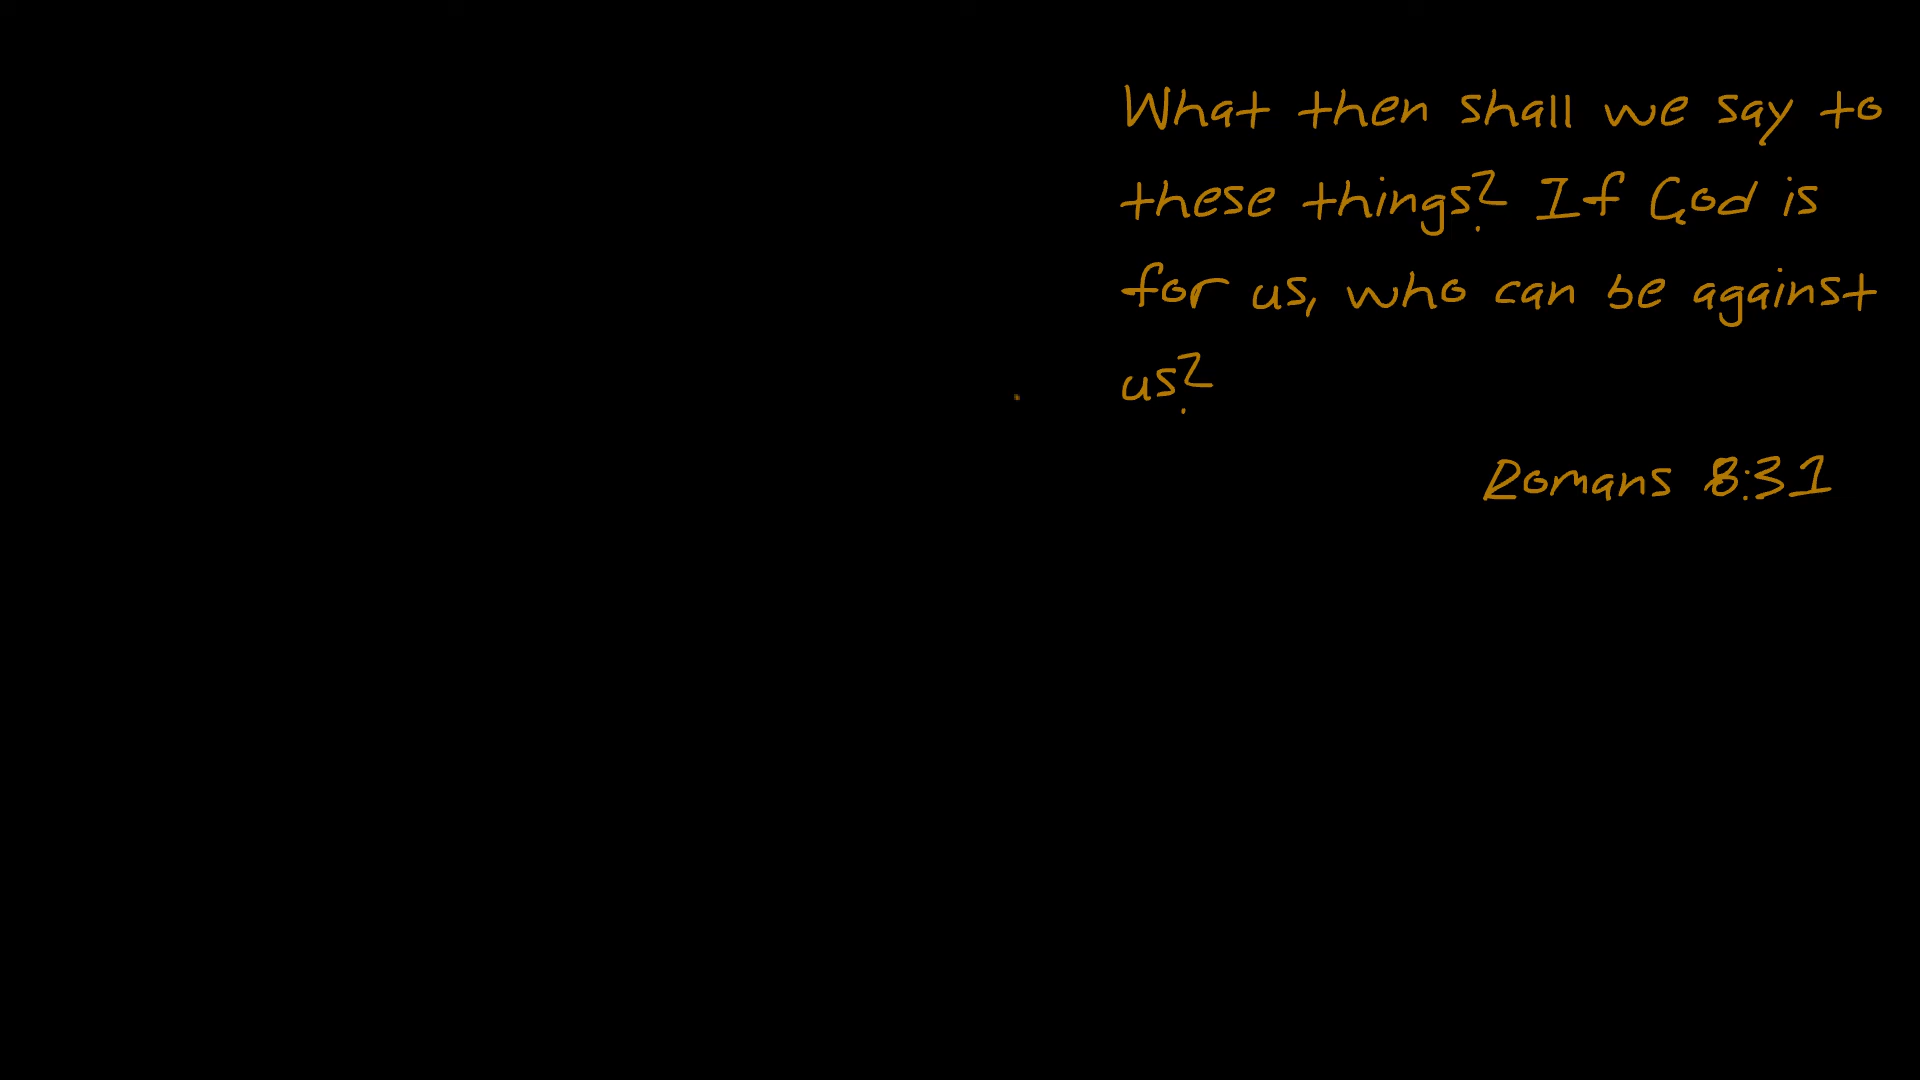 What then shall we say to
these things? If God is
for us, who can be against
us?
Romans 8:31